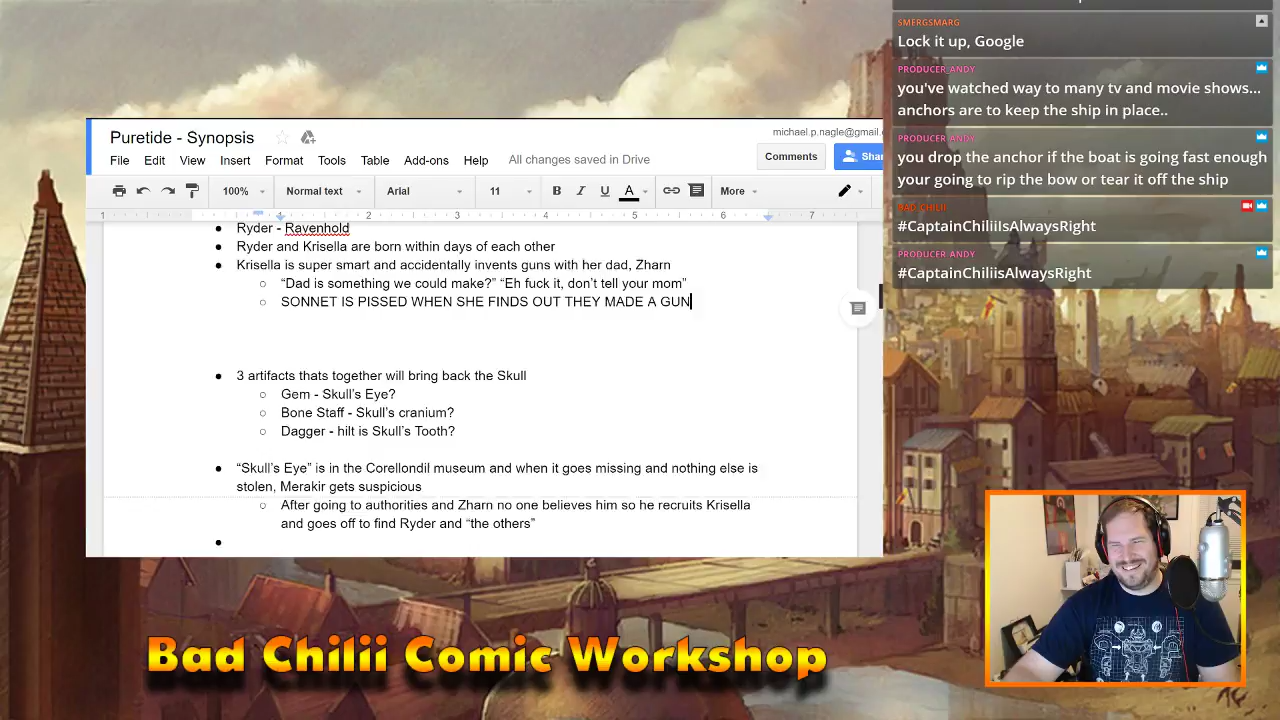 Puretide - Synopsis
michael.p.nagle@gmail.
File Edit View Insert Format Tools Table Add-ons Help All changes saved in Drive
Comments
100% Normal text Arial 11 B I U A More
1 1 2 3 4 5 6 7
Ryder - Ravenhold
Ryder and Krisella are born within days of each other
Krisella is super smart and accidentally invents guns with her dad, Zharn
“Dad is something we could make?” “Eh fuck it, don’t tell your mom”
SONNET IS PISSED WHEN SHE FINDS OUT THEY MADE A GUN
3 artifacts thats together will bring back the Skull
Gem - Skull’s Eye?
Bone Staff - Skull’s cranium?
Dagger - hilt is Skull’s Tooth?
“Skull’s Eye” is in the Corellondil museum and when it goes missing and nothing else is
stolen, Merakir gets suspicious
After going to authorities and Zharn no one believes him so he recruits Krisella
and goes off to find Ryder and “the others”
SMERGSMARG
Lock it up, Google
PRODUCER_ANDY
you've watched way to many tv and movie shows...
anchors are to keep the ship in place..
PRODUCER_ANDY
you drop the anchor if the boat is going fast enough
your going to rip the bow or tear it off the ship
BAD_CHILII
#CaptainChiliiIsAlwaysRight
PRODUCER_ANDY
#CaptainChiliisAlwaysRight
Bad Chilii Comic Workshop